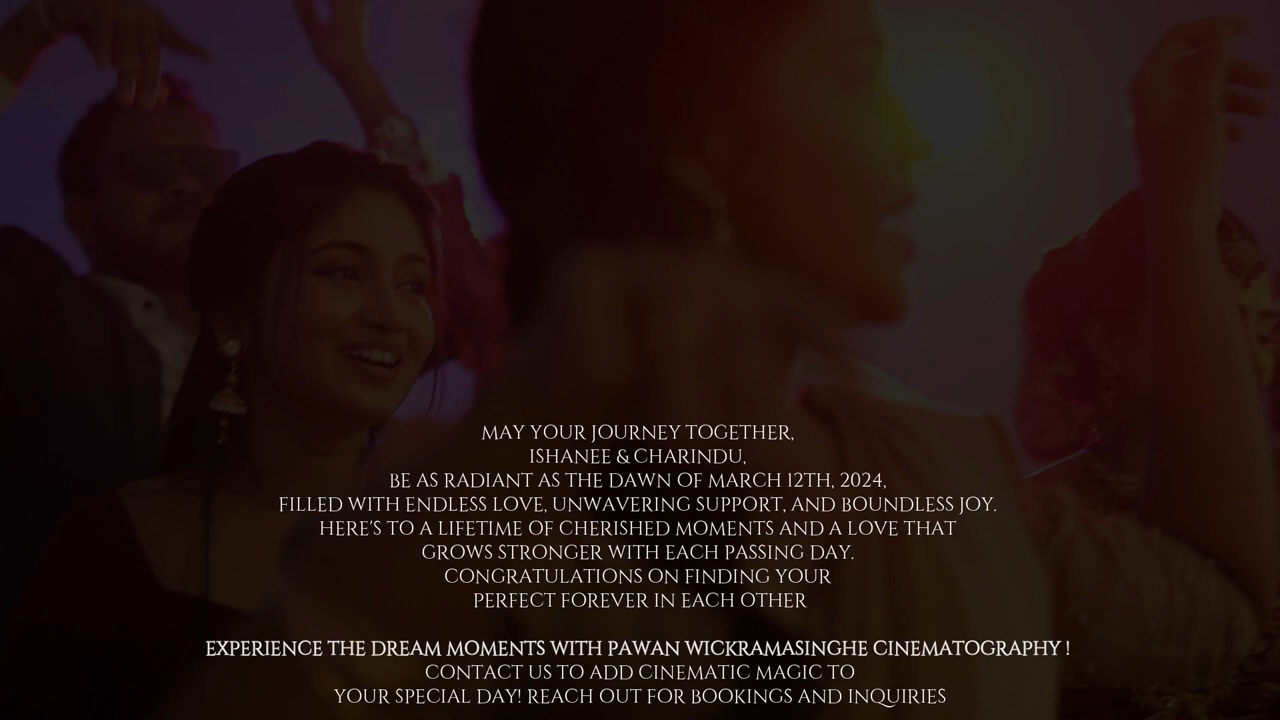 MAY YOUR JOURNEY TOGETHER,
ISHANEE & CHARINDU,
BE AS RADIANT AS THE DAWN OF MARCH 12TH, 2024,
FILLED WITH ENDLESS LOVE, UNWAVERING SUPPORT, AND BOUNDLESS JOY.
HERE'S TO A LIFETIME OF CHERISHED MOMENTS AND A LOVE THAT
GROWS STRONGER WITH EACH PASSING DAY.
CONGRATULATIONS ON FINDING YOUR
PERFECT FOREVER IN EACH OTHER
EXPERIENCE THE DREAM MOMENTS WITH PAWAN WICKRAMASINGHE CINEMATOGRAPHY !
CONTACT US TO ADD CINEMATIC MAGIC TO
YOUR SPECIAL DAY! REACH OUT FOR BOOKINGS AND INQUIRIES